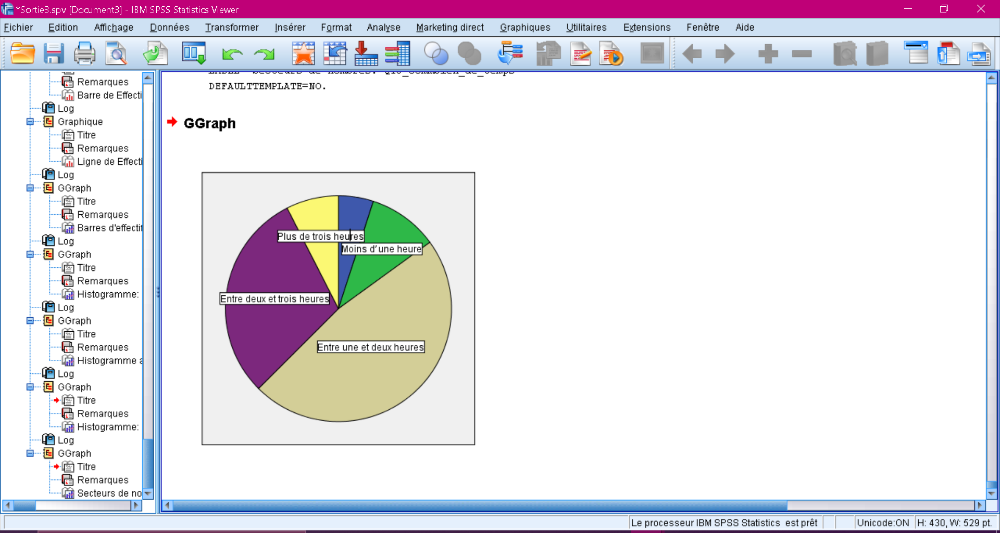 *Sortie3.spv [Document3] - IBM SPSS Statistics Viewer
Fichier Edition Affichage Données Transformer Insérer Format Analyse Marketing direct Graphiques Utilitaires Extensions Fenêtre Aide
Remarques
Barre de Effecti
Log
Graphique
Titre
Remarques
Ligne de Effecti
Log
GGraph
Titre
Remarques
Barres d'effectif
Log
GGraph
Titre
Remarques
Histogramme:
Log
GGraph
Titre
Remarques
Histogramme a
Log
GGraph
Titre
Remarques
Histogramme:
Log
GGraph
Titre
Remarques
Secteurs de no
DEFAULTTEMPLATE=NO.
GGraph
Plus de trois heures
Moins d’une heure
Entre deux et trois heures
Entre une et deux heures
Le processeur IBM SPSS Statistics est prêt Unicode:ON H: 430, W: 529 pt.